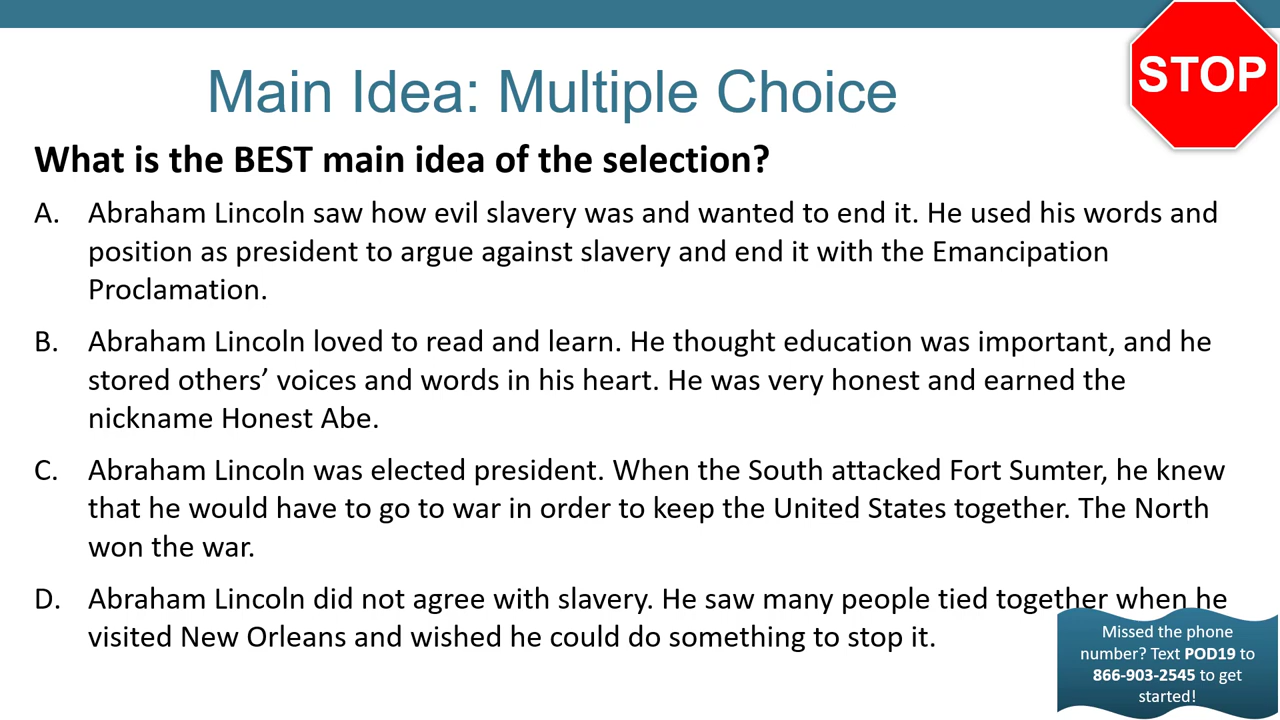 STOP
Main Idea: Multiple Choice
What is the BEST main idea of the selection?
A. Abraham Lincoln saw how evil slavery was and wanted to end it. He used his words and
position as president to argue against slavery and end it with the Emancipation
Proclamation.
B. Abraham Lincoln loved to read and learn. He thought education was important, and he
stored others’ voices and words in his heart. He was very honest and earned the
nickname Honest Abe.
C. Abraham Lincoln was elected president. When the South attacked Fort Sumter, he knew
that he would have to go to war in order to keep the United States together. The North
won the war.
D. Abraham Lincoln did not agree with slavery. He saw many people tied together when he
visited New Orleans and wished he could do something to stop it.
Missed the phone
number? Text POD19 to
866-903-2545 to get
started!